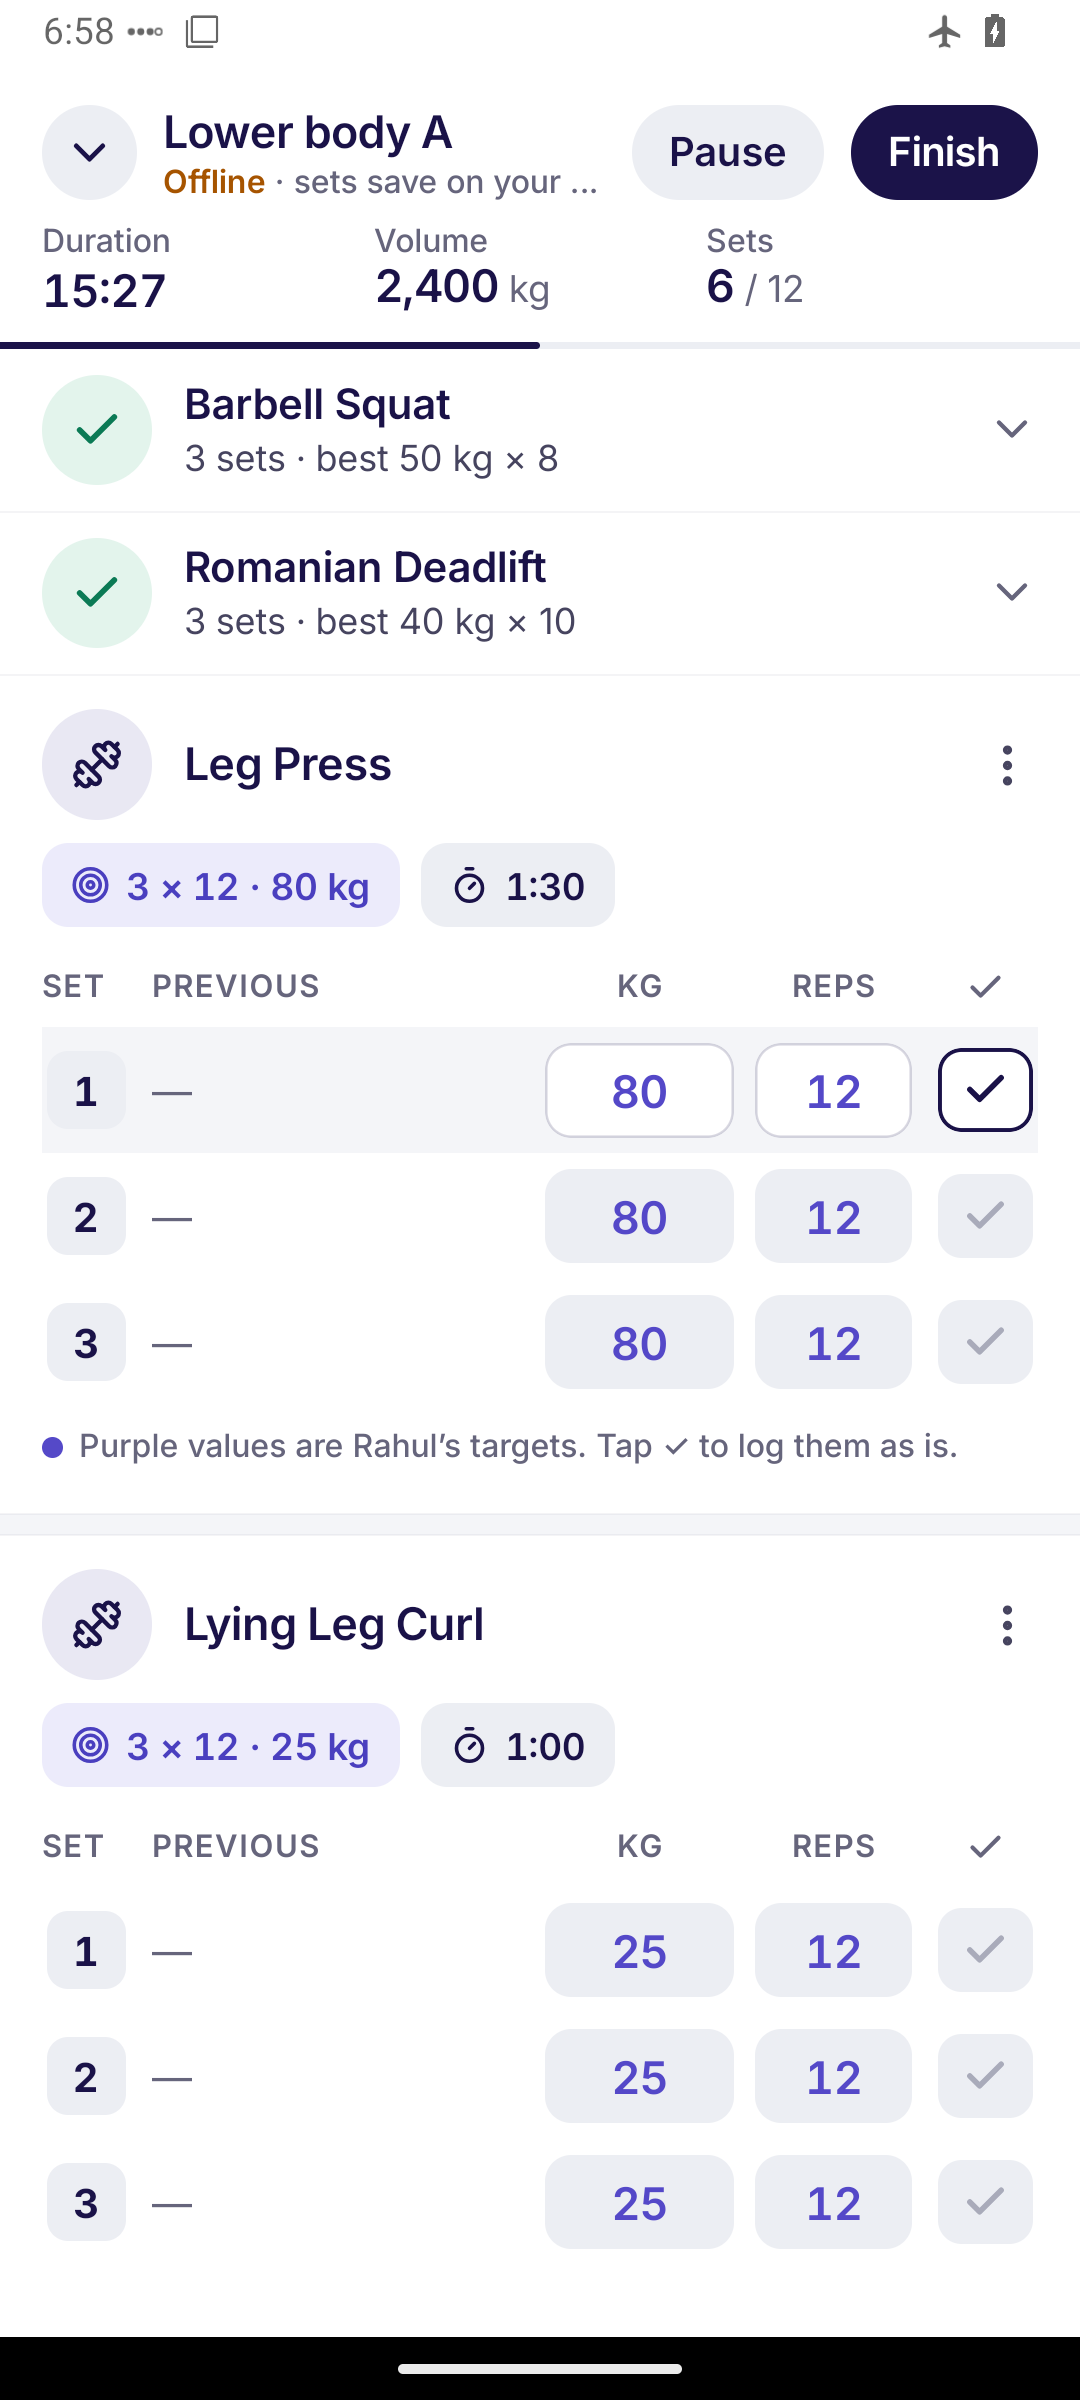 6:58
Lower body A
Offline · sets save on your ...
Pause
Finish
Duration
Volume
Sets
15:27
2,400 kg
6 / 12
Barbell Squat
3 sets · best 50 kg × 8
Romanian Deadlift
3 sets · best 40 kg × 10
Leg Press
3 × 12 · 80 kg
1:30
SET PREVIOUS KG REPS ✓
1 — 80 12 ✓
2 — 80 12 ✓
3 — 80 12 ✓
Purple values are Rahul’s targets. Tap ✓ to log them as is.
Lying Leg Curl
3 × 12 · 25 kg
1:00
SET PREVIOUS KG REPS ✓
1 — 25 12 ✓
2 — 25 12 ✓
3 — 25 12 ✓